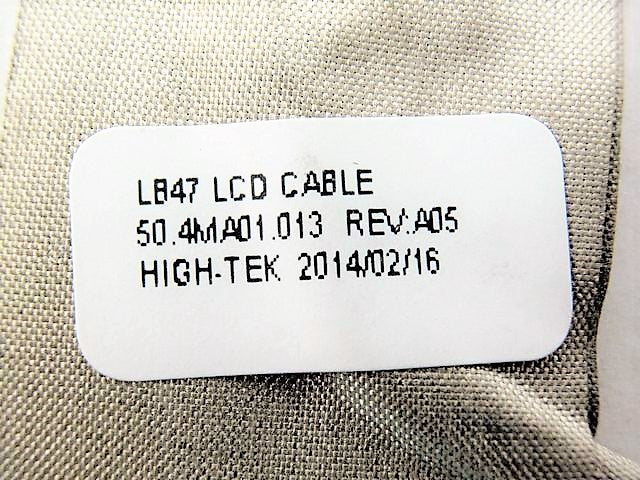 LB47 LCD CABLE
50.4MA01.013 REV:A05
HIGH-TEK 2014/02/16